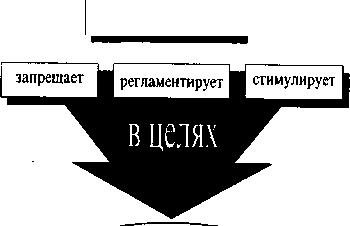 запрещает регламентирует стимулирует
в целях